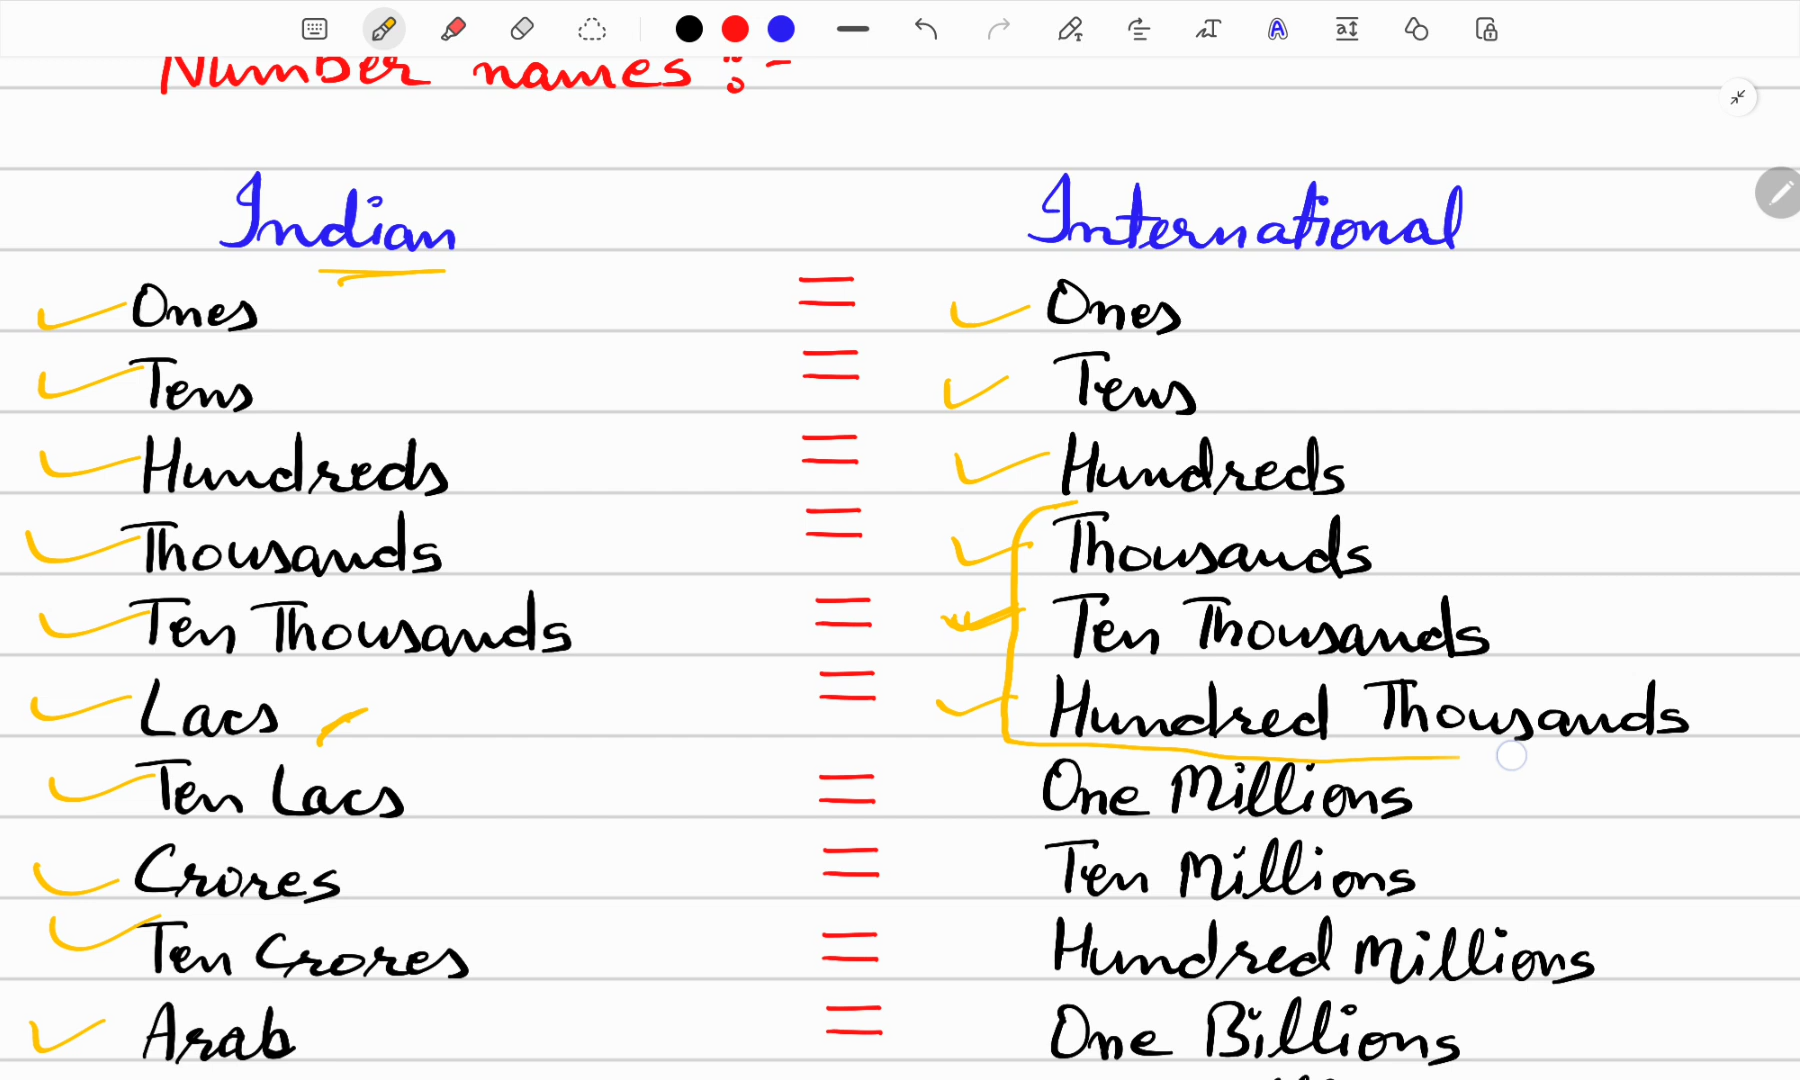 Number names :-
Indian International
Ones = Ones
Tens = Tens
Hundreds = Hundreds
Thousands = Thousands
Ten Thousands = Ten Thousands
Lacs = Hundred Thousands
Ten Lacs = One Millions
Crores = Ten Millions
Ten Crores = Hundred Millions
Arab = One Billions